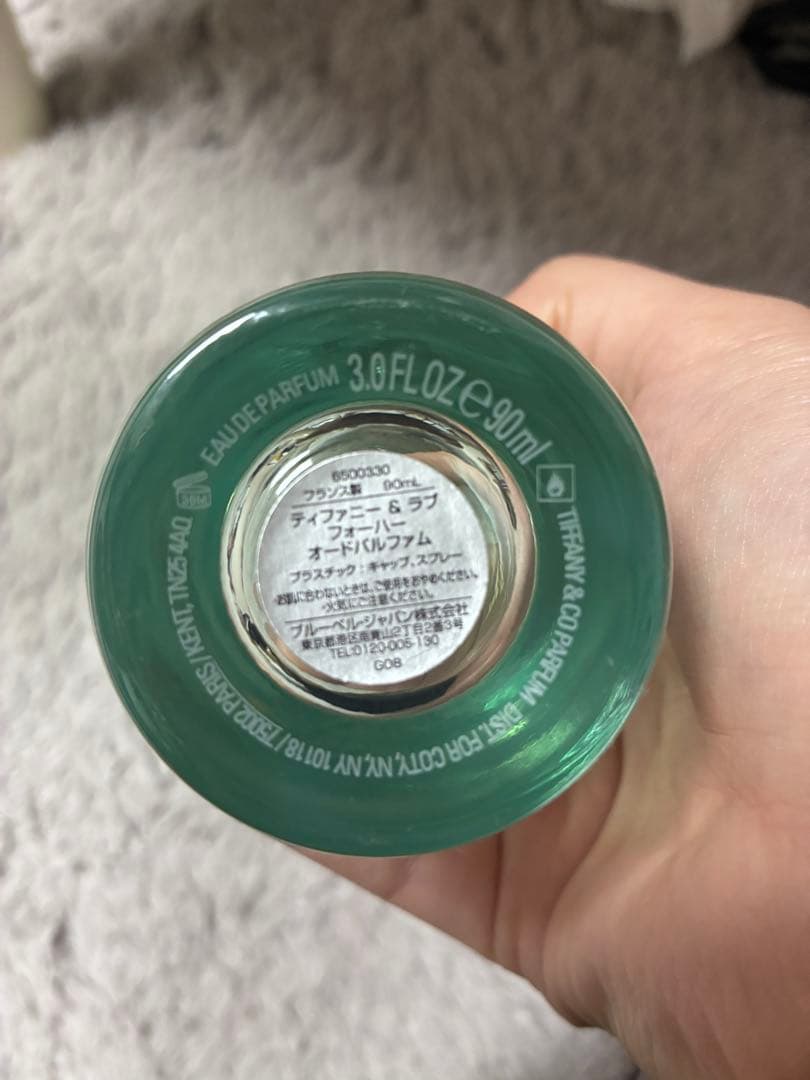 EAU DE PARFUM 3.0 FL OZ ℮ 90 ml
TIFFANY & CO PARFUM DIST. FOR COTY, NY, NY 10118 / 75002 PARIS / KENT, TN25 4AQ
36M
6500330
フランス製 90mL
ティファニー & ラブ
フォーハー
オードパルファム
プラスチック:キャップ、スプレー
・お肌に合わないときは、ご使用をおやめください。
・火気にご注意ください。
ブルーベル・ジャパン株式会社
東京都港区南青山2丁目2番3号
TEL:0120-005-130
G08